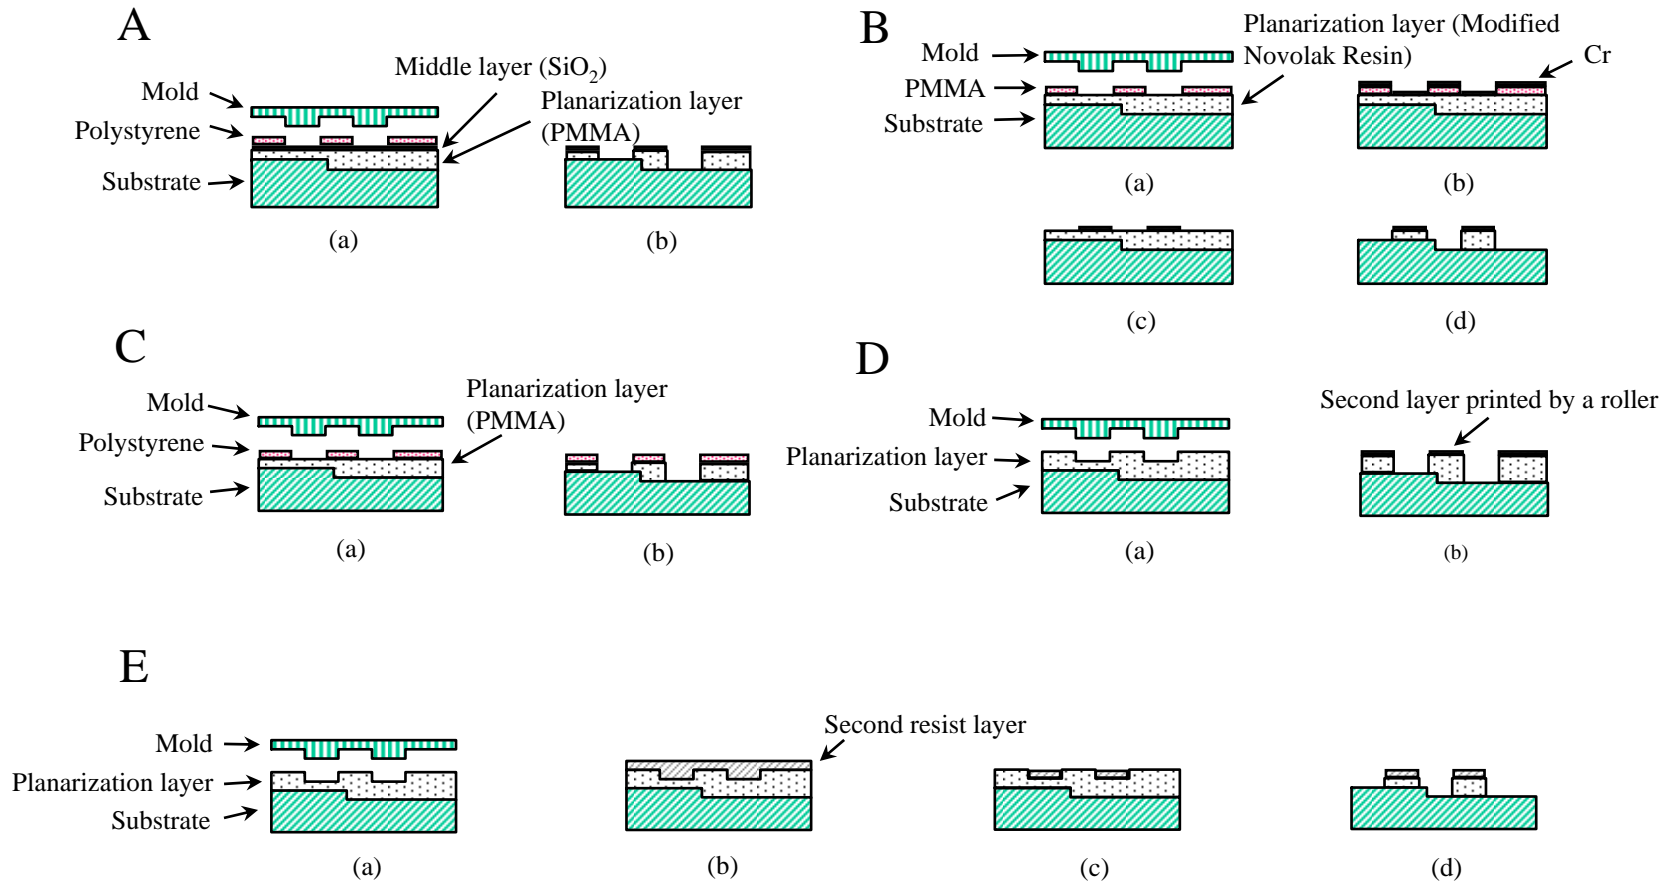 A
Middle layer (SiO2)
Mold
Planarization layer
(PMMA)
Polystyrene
Substrate
(a)
(b)
B
Planarization layer (Modified
Novolak Resin)
Mold
Cr
PMMA
Substrate
(a)
(b)
(c)
(d)
C
Planarization layer
(PMMA)
Mold
Polystyrene
Substrate
(a)
(b)
D
Mold
Second layer printed by a roller
Planarization layer
Substrate
(a)
(b)
E
Mold
Second resist layer
Planarization layer
Substrate
(a)
(b)
(c)
(d)